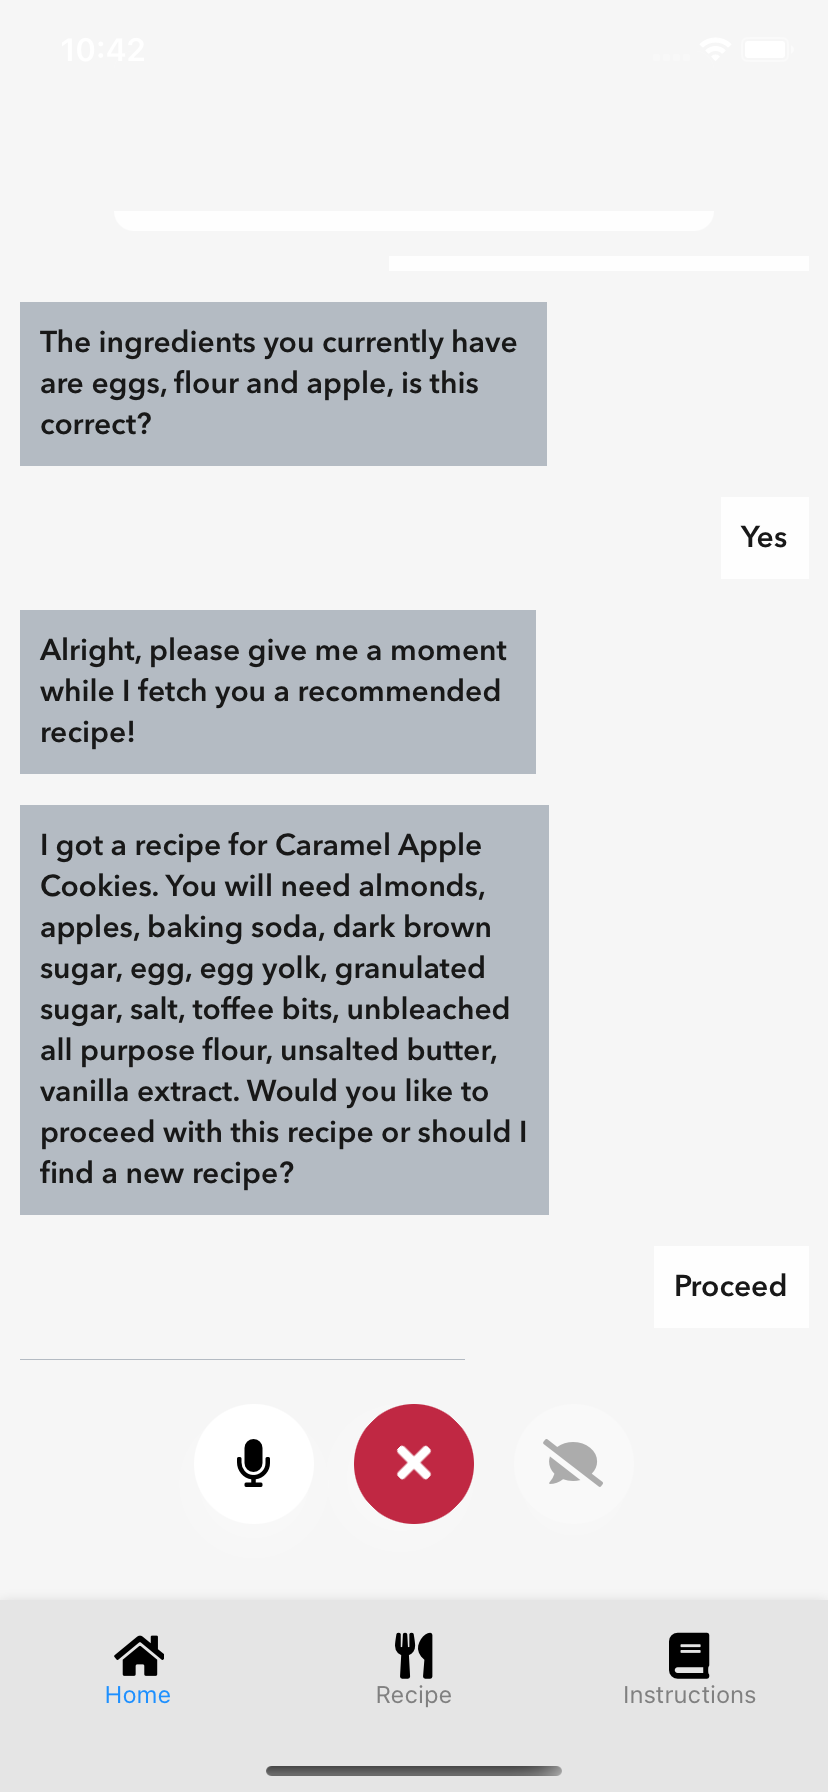 10:42
The ingredients you currently have
are eggs, flour and apple, is this
correct?
Yes
Alright, please give me a moment
while I fetch you a recommended
recipe!
I got a recipe for Caramel Apple
Cookies. You will need almonds,
apples, baking soda, dark brown
sugar, egg, egg yolk, granulated
sugar, salt, toffee bits, unbleached
all purpose flour, unsalted butter,
vanilla extract. Would you like to
proceed with this recipe or should I
find a new recipe?
Proceed
Home
Recipe
Instructions